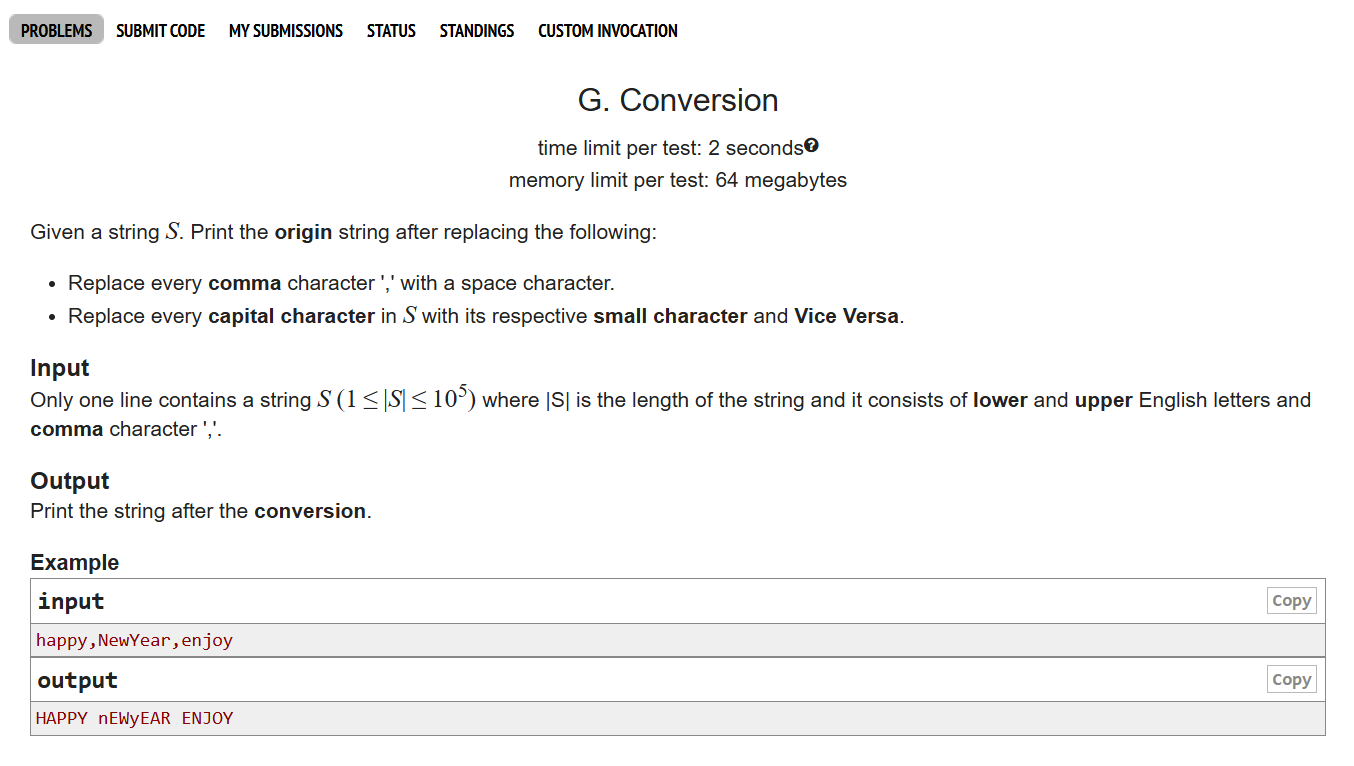 PROBLEMS SUBMIT CODE MY SUBMISSIONS STATUS STANDINGS CUSTOM INVOCATION
G. Conversion
time limit per test: 2 seconds?
memory limit per test: 64 megabytes
Given a string S. Print the origin string after replacing the following:
• Replace every comma character ',' with a space character.
• Replace every capital character in S with its respective small character and Vice Versa.
Input
Only one line contains a string S (1 ≤ |S| ≤ 10⁵) where |S| is the length of the string and it consists of lower and upper English letters and
comma character ','.
Output
Print the string after the conversion.
Example
input Copy
happy,NewYear,enjoy
output Copy
HAPPY nEWyEAR ENJOY